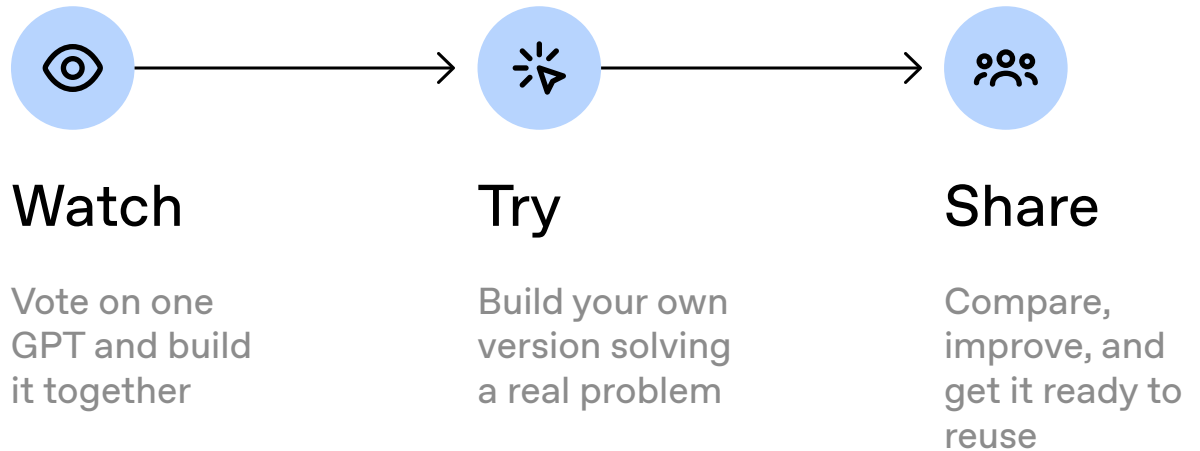 Watch
Vote on one
GPT and build
it together
Try
Build your own
version solving
a real problem
Share
Compare,
improve, and
get it ready to
reuse